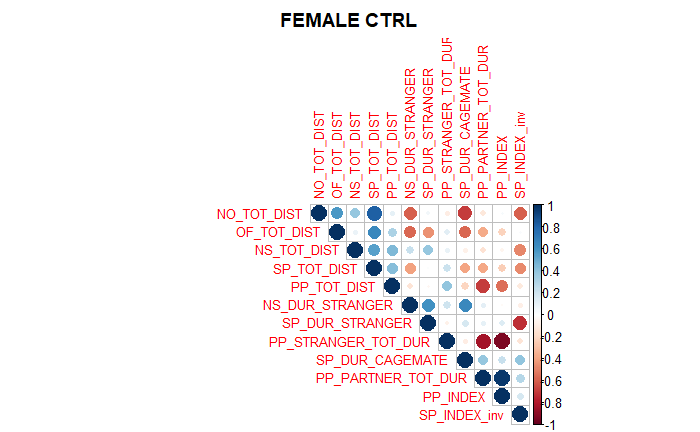 FEMALE CTRL
NO_TOT_DIST
OF_TOT_DIST
NS_TOT_DIST
SP_TOT_DIST
PP_TOT_DIST
NS_DUR_STRANGER
SP_DUR_STRANGER
PP_STRANGER_TOT_DUR
SP_DUR_CAGEMATE
PP_PARTNER_TOT_DUR
PP_INDEX
SP_INDEX_inv
NO_TOT_DIST
OF_TOT_DIST
NS_TOT_DIST
SP_TOT_DIST
PP_TOT_DIST
NS_DUR_STRANGER
SP_DUR_STRANGER
PP_STRANGER_TOT_DUR
SP_DUR_CAGEMATE
PP_PARTNER_TOT_DUR
PP_INDEX
SP_INDEX_inv
1
0.8
0.6
0.4
0.2
0
-0.2
-0.4
-0.6
-0.8
-1